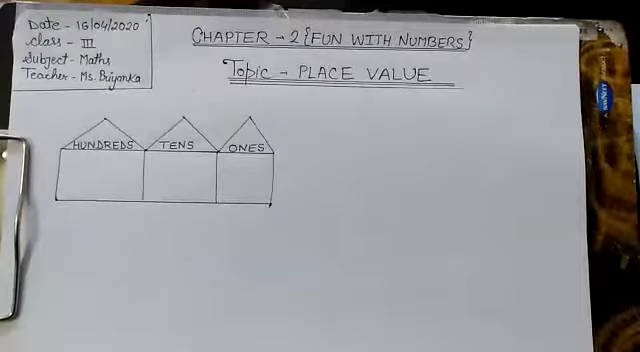 Date - 16/04/2020
Class - III
Subject - Maths
Teacher - Ms. Priyanka
CHAPTER - 2 {FUN WITH NUMBERS}
Topic - PLACE VALUE
HUNDREDS TENS ONES